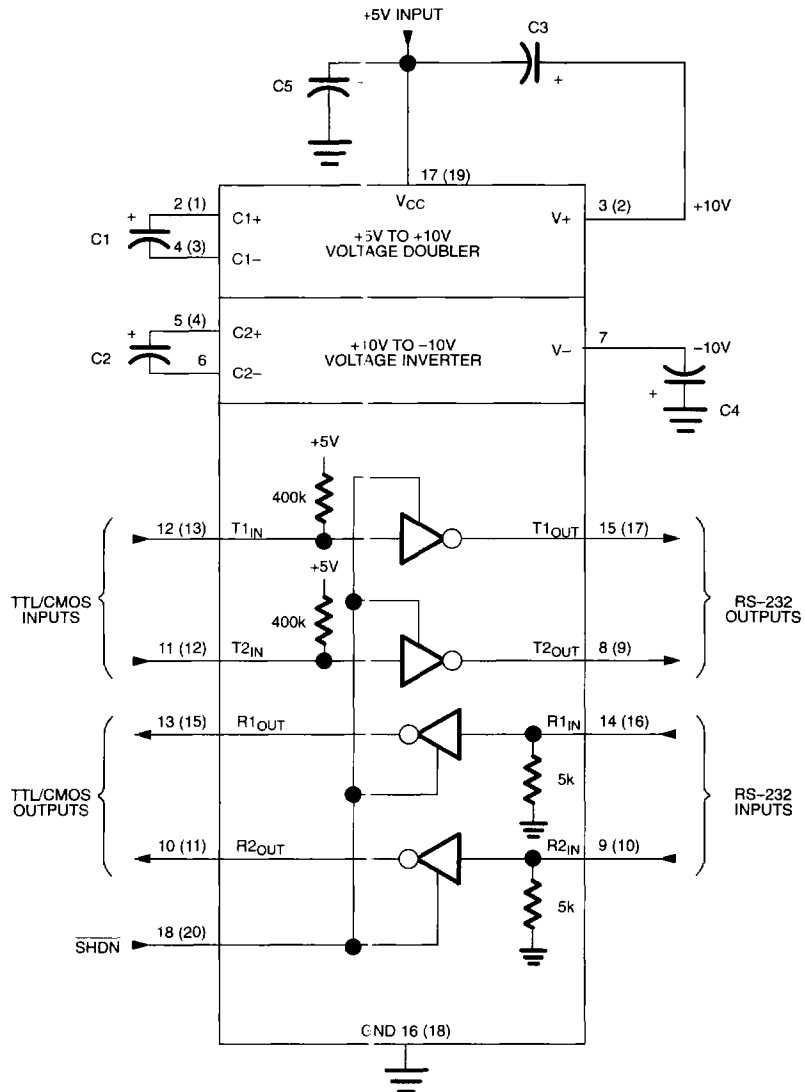 +5V INPUT
C3
C5
+
17 (19)
VCC
2 (1)
+
C1+
C1
4 (3)
C1−
+5V TO +10V
VOLTAGE DOUBLER
V+
3 (2)
+10V
5 (4)
+
C2+
C2
6
C2−
+10V TO −10V
VOLTAGE INVERTER
V−
7
−10V
+
C4
+5V
400k
12 (13)
T1IN
T1OUT
15 (17)
+5V
TTL/CMOS
INPUTS
400k
RS−232
OUTPUTS
11 (12)
T2IN
T2OUT
8 (9)
13 (15)
R1OUT
R1IN
14 (16)
5k
TTL/CMOS
OUTPUTS
RS−232
INPUTS
10 (11)
R2OUT
R2IN
9 (10)
5k
SHDN
18 (20)
GND 16 (18)